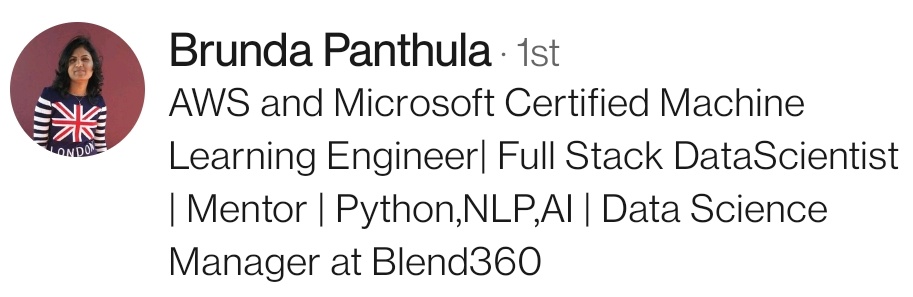 Brunda Panthula · 1st
AWS and Microsoft Certified Machine
Learning Engineer| Full Stack DataScientist
| Mentor | Python,NLP,AI | Data Science
Manager at Blend360
LONDON